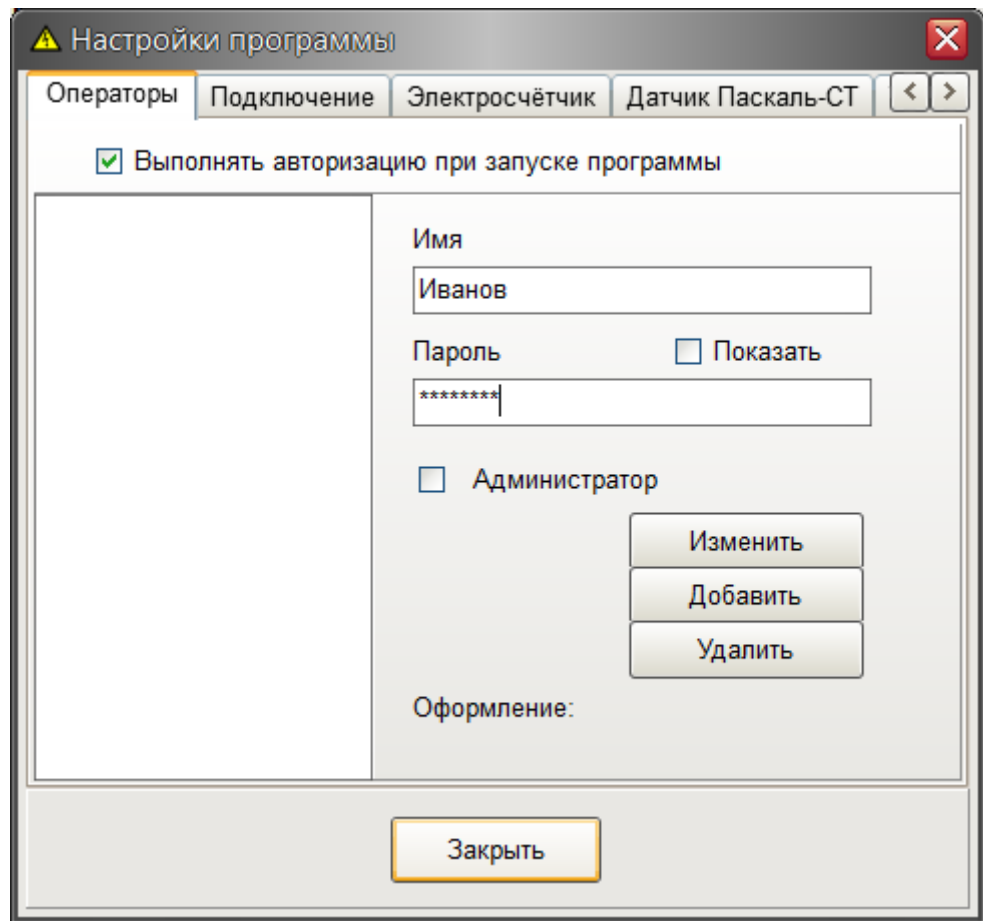 Настройки программы
Операторы Подключение Электросчётчик Датчик Паскаль-СТ
Выполнять авторизацию при запуске программы
Имя
Иванов
Пароль Показать
********
Администратор
Изменить
Добавить
Удалить
Оформление:
Закрыть